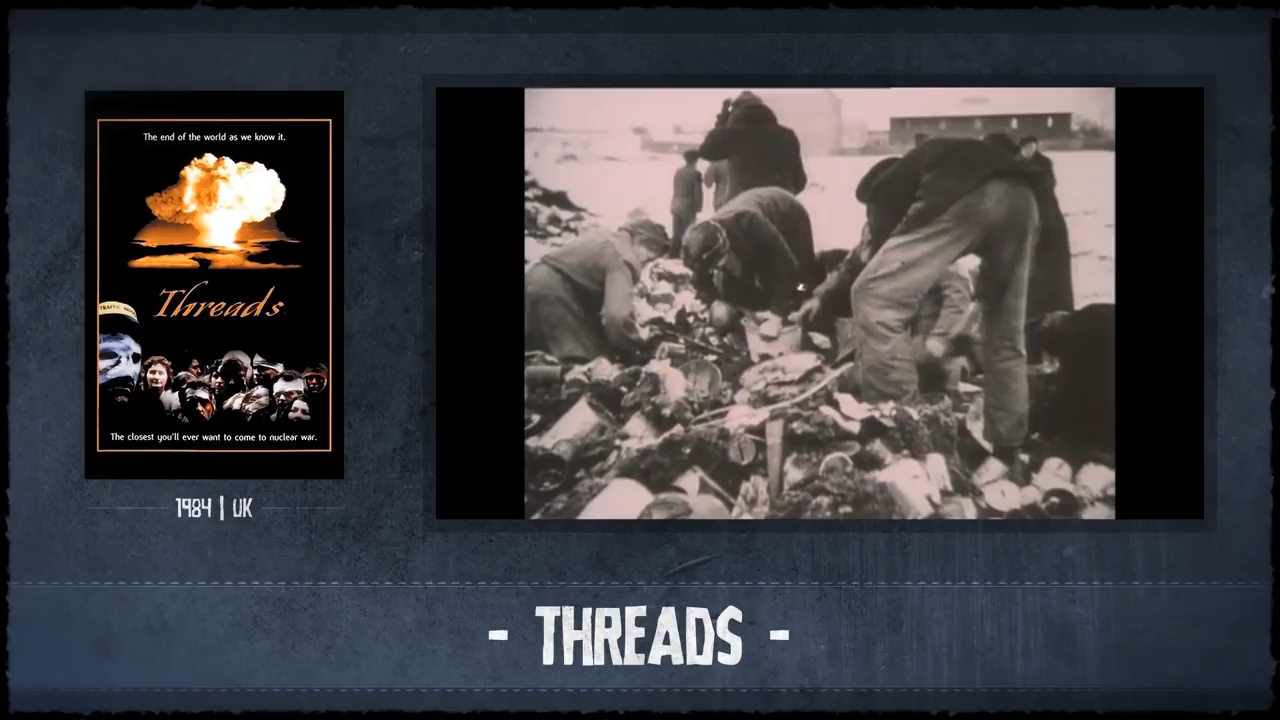 The end of the world as we know it.
Threads
TRAFFIC
The closest you'll ever want to come to nuclear war.
1984 | UK
- THREADS -